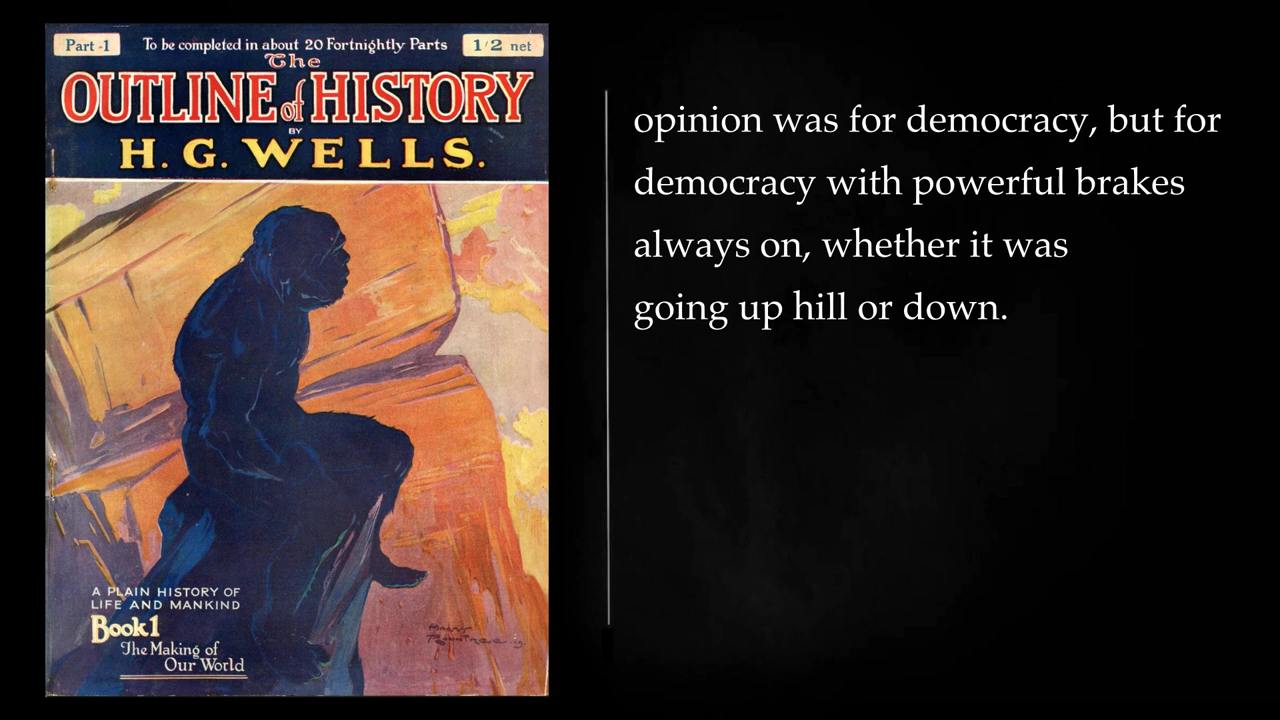 Part -1
To be completed in about 20 Fortnightly Parts
1/2 net
The
OUTLINE of HISTORY
BY
H. G. WELLS.
A PLAIN HISTORY OF
LIFE AND MANKIND
Book 1
The Making of
Our World
opinion was for democracy, but for
democracy with powerful brakes
always on, whether it was
going up hill or down.